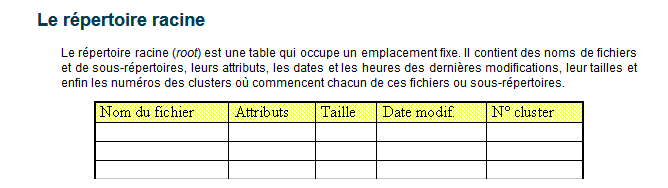 Le répertoire racine
Le répertoire racine (root) est une table qui occupe un emplacement fixe. Il contient des noms de fichiers
et de sous-répertoires, leurs attributs, les dates et les heures des dernières modifications, leur tailles et
enfin les numéros des clusters où commencent chacun de ces fichiers ou sous-répertoires.
Nom du fichier Attributs Taille Date modif. N° cluster